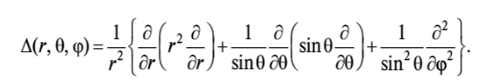 Δ(r, θ, φ) = 1/r² { ∂/∂r ( r² ∂/∂r ) + 1/sinθ ∂/∂θ ( sinθ ∂/∂θ ) + 1/sin²θ ∂²/∂φ² }.